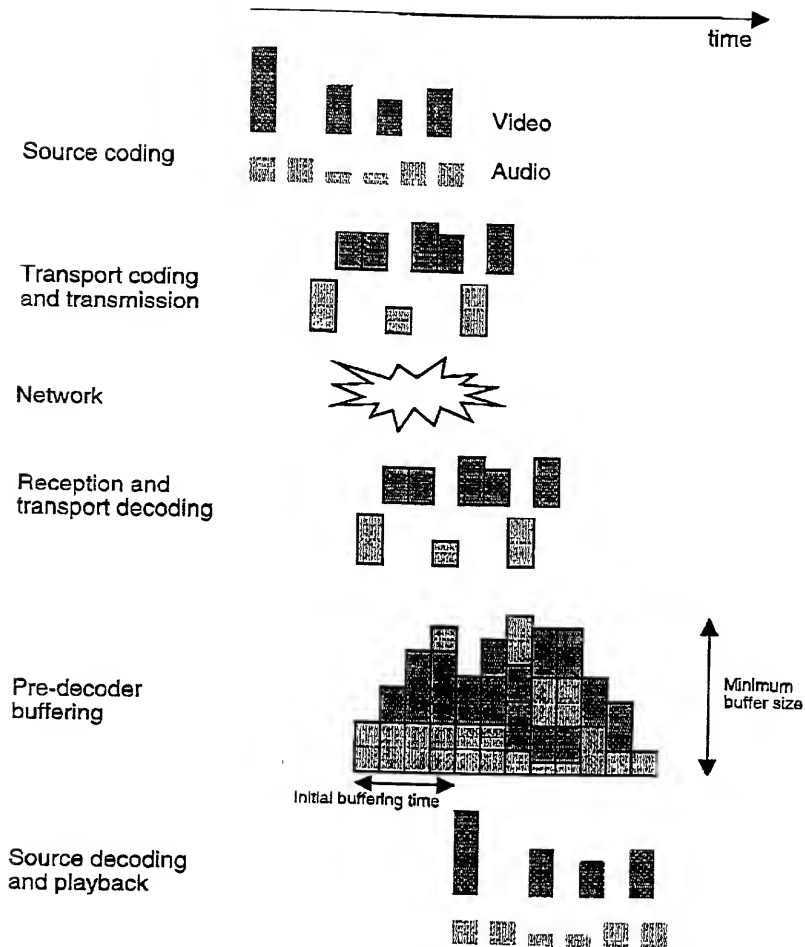 time
Video
Source coding
Audio
Transport coding
and transmission
Network
Reception and
transport decoding
Pre-decoder
buffering
Minimum
buffer size
Initial buffering time
Source decoding
and playback